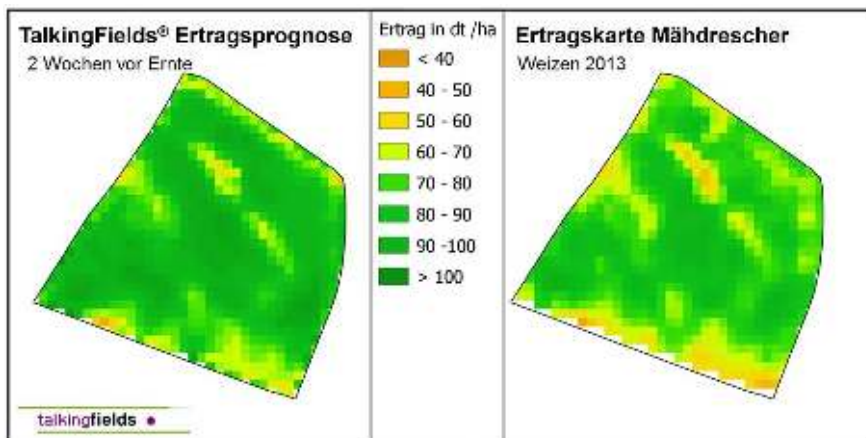 TalkingFields® Ertragsprognose
2 Wochen vor Ernte
talkingfields
Ertrag in dt /ha
< 40
40 - 50
50 - 60
60 - 70
70 - 80
80 - 90
90 -100
> 100
Ertragskarte Mähdrescher
Weizen 2013